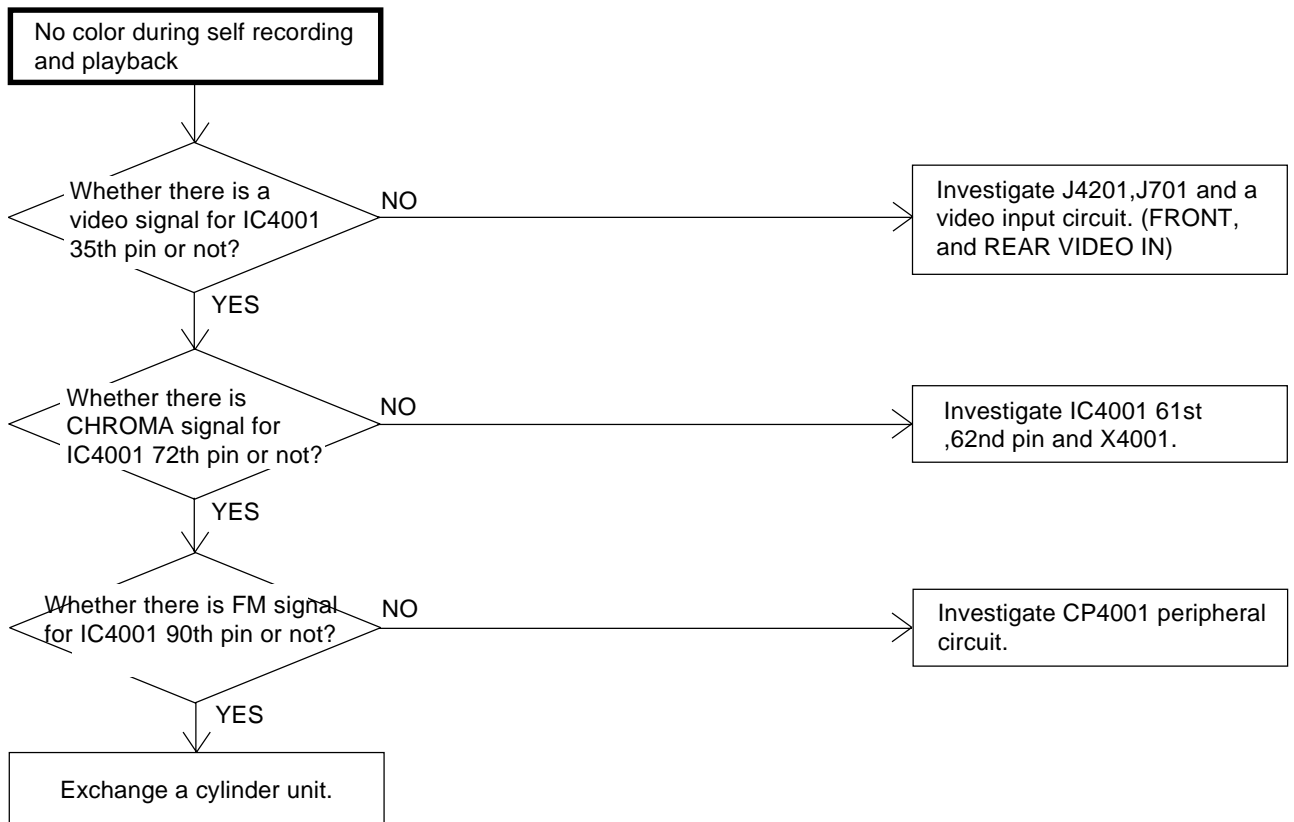 No color during self recording
and playback
Whether there is a
video signal for IC4001
35th pin or not?
NO
Investigate J4201,J701 and a
video input circuit. (FRONT,
and REAR VIDEO IN)
YES
Whether there is
CHROMA signal for
IC4001 72th pin or not?
NO
Investigate IC4001 61st
,62nd pin and X4001.
YES
Whether there is FM signal
for IC4001 90th pin or not?
NO
Investigate CP4001 peripheral
circuit.
YES
Exchange a cylinder unit.